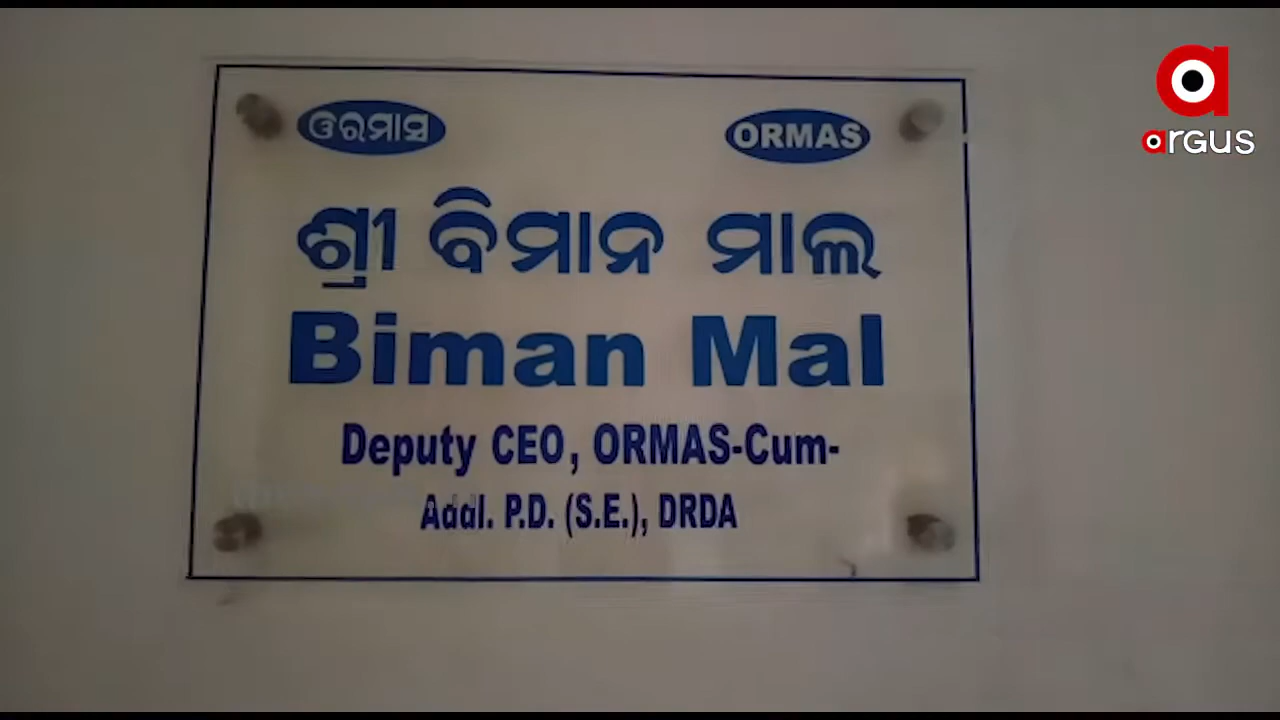 ଓରମାସ
ORMAS
ଶ୍ରୀ ବିମାନ ମାଲ
Biman Mal
Deputy CEO, ORMAS-Cum-
Addl. P.D. (S.E.), DRDA
argus